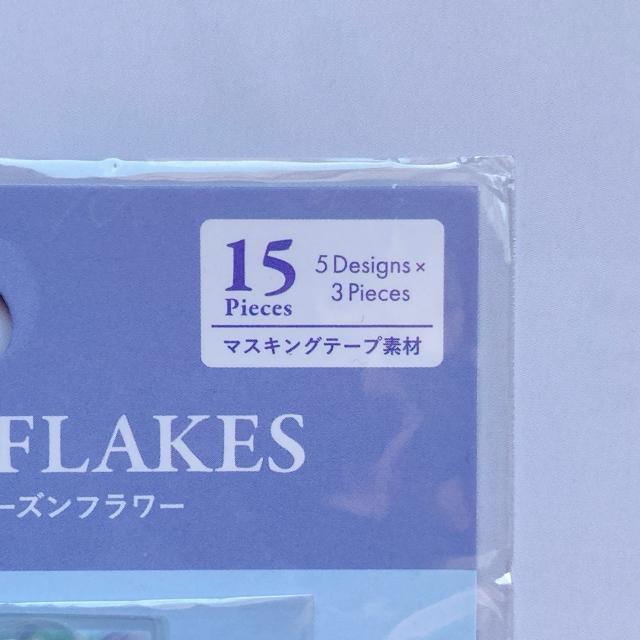 15
Pieces
5 Designs ×
3 Pieces
マスキングテープ素材
FLAKES
ーズンフラワー